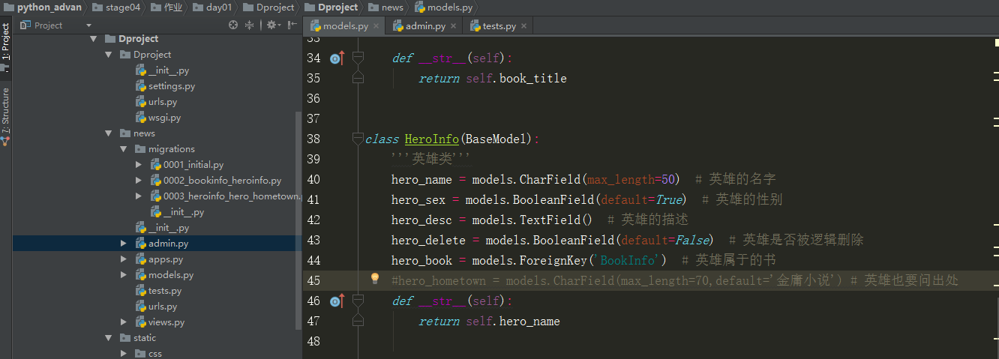 python_advan stage04 作业 day01 Dproject Dproject news models.py
1: Project
7: Structure
Project
Dproject
Dproject
__init__.py
settings.py
urls.py
wsgi.py
news
migrations
0001_initial.py
0002_bookinfo_heroinfo.py
0003_heroinfo_hero_hometown.
__init__.py
__init__.py
admin.py
apps.py
models.py
tests.py
urls.py
views.py
static
css
models.py admin.py tests.py
33
34 def __str__(self):
35 return self.book_title
36
37
38 class HeroInfo(BaseModel):
39 '''英雄类'''
40 hero_name = models.CharField(max_length=50) # 英雄的名字
41 hero_sex = models.BooleanField(default=True) # 英雄的性别
42 hero_desc = models.TextField() # 英雄的描述
43 hero_delete = models.BooleanField(default=False) # 英雄是否被逻辑删除
44 hero_book = models.ForeignKey('BookInfo') # 英雄属于的书
45 #hero_hometown = models.CharField(max_length=70,default='金庸小说') # 英雄也要问出处
46 def __str__(self):
47 return self.hero_name
48